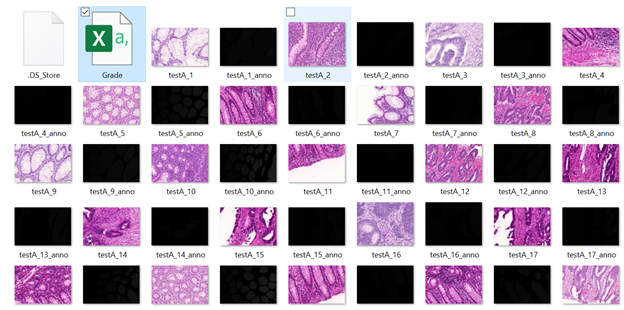 X a,
.DS_Store Grade testA_1 testA_1_anno testA_2 testA_2_anno testA_3 testA_3_anno testA_4
testA_4_anno testA_5 testA_5_anno testA_6 testA_6_anno testA_7 testA_7_anno testA_8 testA_8_anno
testA_9 testA_9_anno testA_10 testA_10_anno testA_11 testA_11_anno testA_12 testA_12_anno testA_13
testA_13_anno testA_14 testA_14_anno testA_15 testA_15_anno testA_16 testA_16_anno testA_17 testA_17_anno